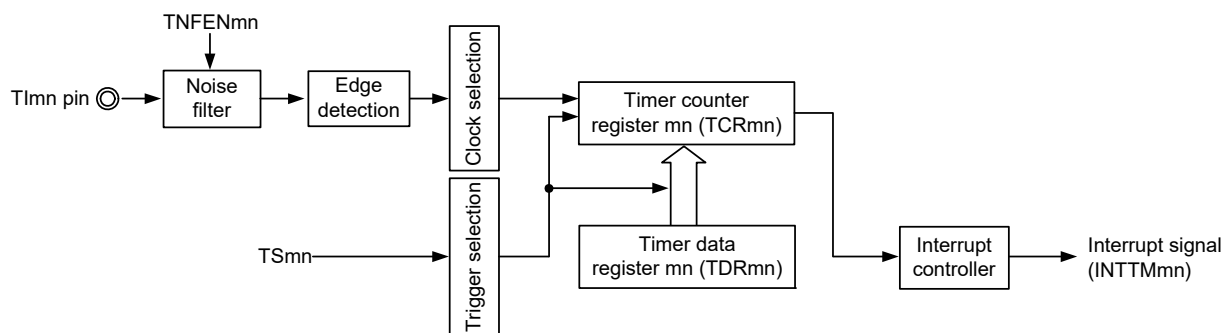 TNFENmn
TImn pin
Noise
filter
Edge
detection
Clock selection
Timer counter
register mn (TCRmn)
TSmn
Trigger selection
Timer data
register mn (TDRmn)
Interrupt
controller
Interrupt signal
(INTTMmn)